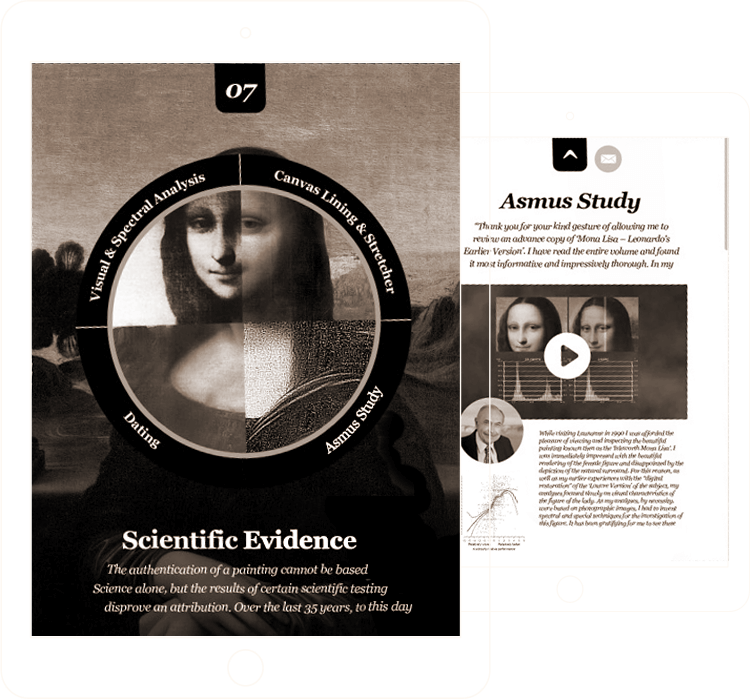 07
Visual & Spectral Analysis
Canvas Lining & Stretcher
Dating
Asmus Study
Scientific Evidence
The authentication of a painting cannot be based
Science alone, but the results of certain scientific testing
disprove an attribution. Over the last 35 years, to this day
Asmus Study
"Thank you for your kind gesture of allowing me to
review an advance copy of 'Mona Lisa – Leonardo's
Earlier Version'. I have read the entire volume and found
it most informative and impressively thorough. In my
While visiting Lausanne in 1990 I was afforded the
pleasure of viewing and inspecting the beautiful
painting known then as the 'Isleworth Mona Lisa'. I
was immediately impressed with the beautiful
rendering of the female figure and disappointed by the
depiction of the natural surround. For this reason, as
well as my earlier experiences with the "digital
restoration" of the 'Louvre Version' of the subject, my
analyses focused on visual characteristics of
the figure of the lady. As my analyses, by necessity,
were based on photographic images, I had to invent
spectral and special techniques for the investigation of
this figure. It has been gratifying for me to see these